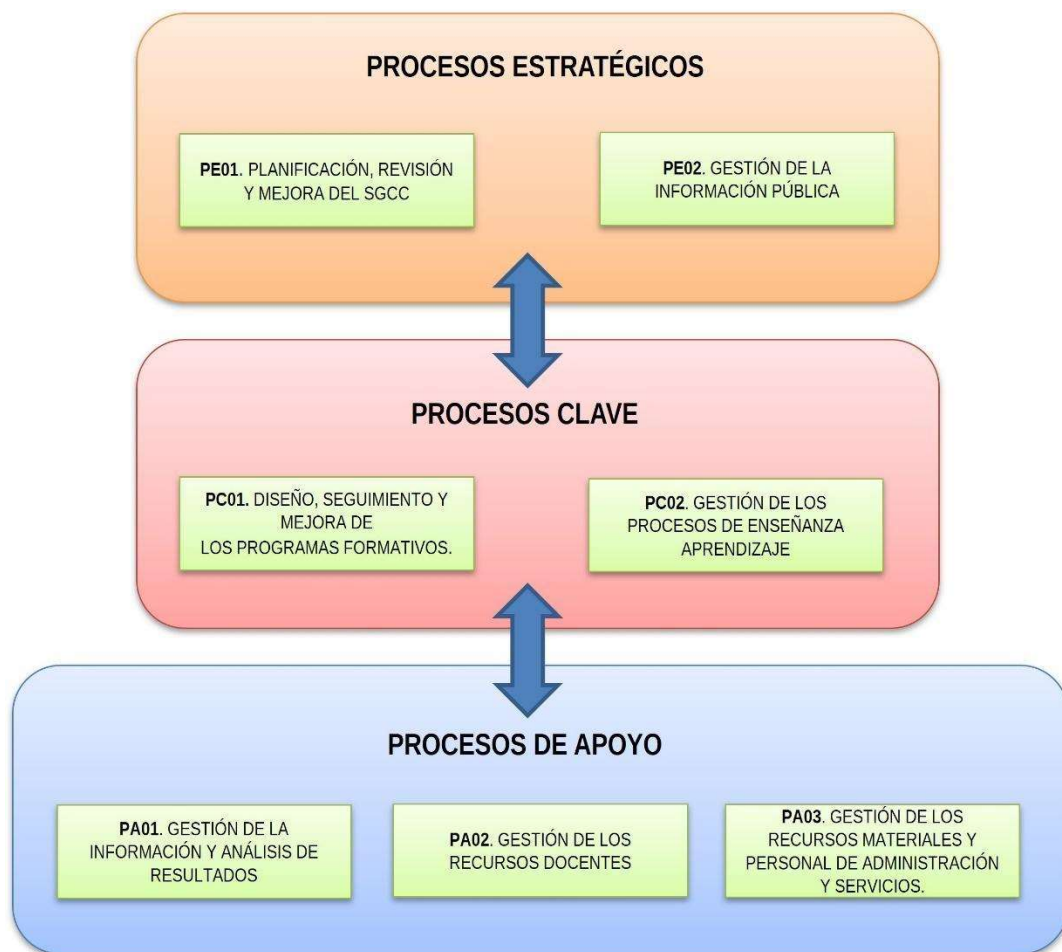 PROCESOS ESTRATÉGICOS
PE01. PLANIFICACIÓN, REVISIÓN
Y MEJORA DEL SGCC
PE02. GESTIÓN DE LA
INFORMACIÓN PÚBLICA
PROCESOS CLAVE
PC01. DISEÑO, SEGUIMIENTO Y
MEJORA DE
LOS PROGRAMAS FORMATIVOS.
PC02. GESTIÓN DE LOS
PROCESOS DE ENSEÑANZA
APRENDIZAJE
PROCESOS DE APOYO
PA01. GESTIÓN DE LA
INFORMACIÓN Y ANÁLISIS DE
RESULTADOS
PA02. GESTIÓN DE LOS
RECURSOS DOCENTES
PA03. GESTIÓN DE LOS
RECURSOS MATERIALES Y
PERSONAL DE ADMINISTRACIÓN
Y SERVICIOS.